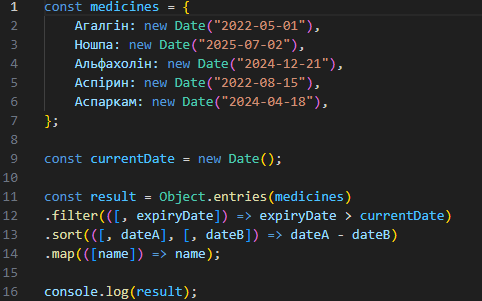 1 const medicines = {
2 Агалгін: new Date("2022-05-01"),
3 Ношпа: new Date("2025-07-02"),
4 Альфахолін: new Date("2024-12-21"),
5 Аспірин: new Date("2022-08-15"),
6 Аспаркам: new Date("2024-04-18"),
7 };
8
9 const currentDate = new Date();
10
11 const result = Object.entries(medicines)
12 .filter(([, expiryDate]) => expiryDate > currentDate)
13 .sort(([, dateA], [, dateB]) => dateA - dateB)
14 .map(([name]) => name);
15
16 console.log(result);